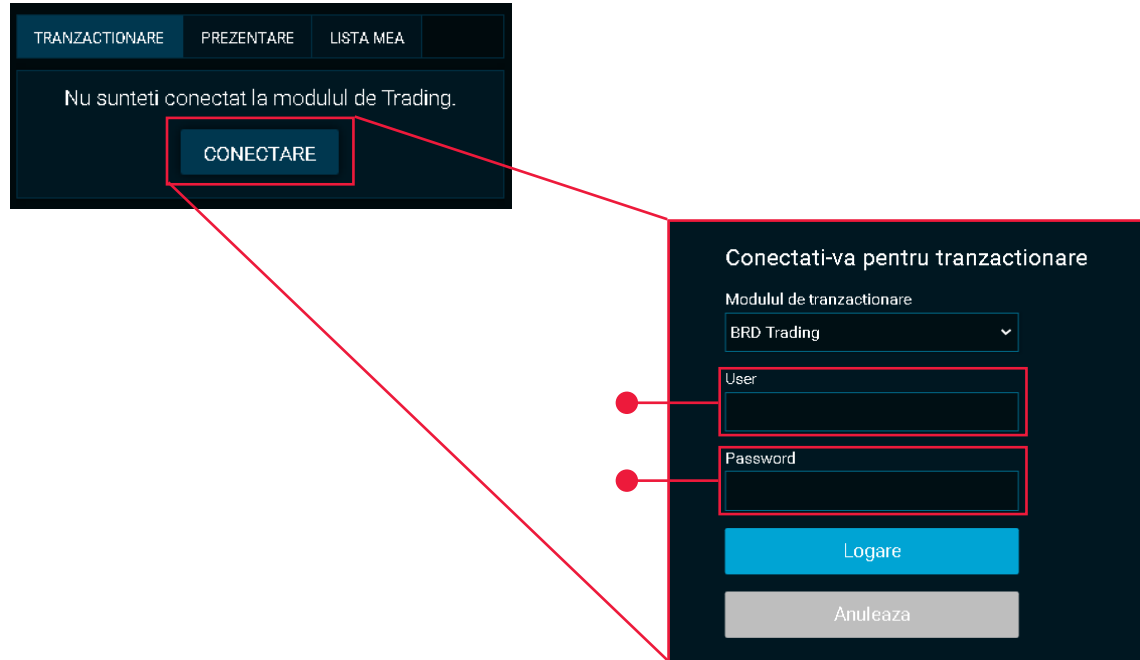 TRANZACTIONARE PREZENTARE LISTA MEA
Nu sunteti conectat la modulul de Trading.
CONECTARE
Conectati-va pentru tranzactionare
Modulul de tranzactionare
BRD Trading
User
Password
Logare
Anuleaza